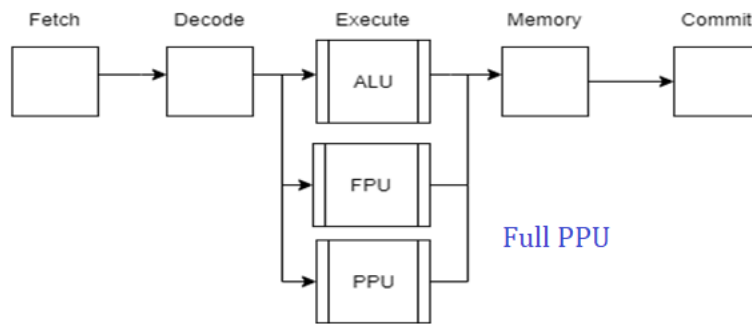 Fetch Decode Execute Memory Commit
ALU
FPU
Full PPU
PPU